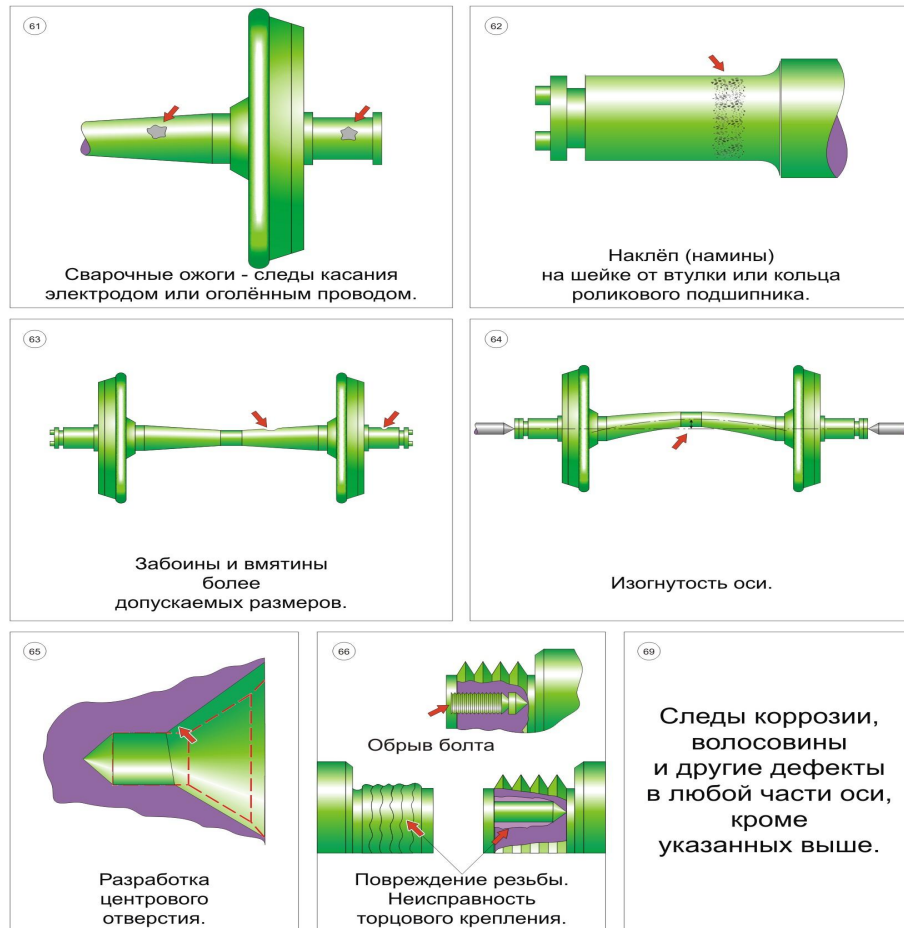 61
Сварочные ожоги - следы касания
электродом или оголённым проводом.
62
Наклёп (намины)
на шейке от втулки или кольца
роликового подшипника.
63
Забоины и вмятины
более
допускаемых размеров.
64
Изогнутость оси.
65
Разработка
центрового
отверстия.
66
Обрыв болта
Повреждение резьбы.
Неисправность
торцового крепления.
69
Следы коррозии,
волосовины
и другие дефекты
в любой части оси,
кроме
указанных выше.